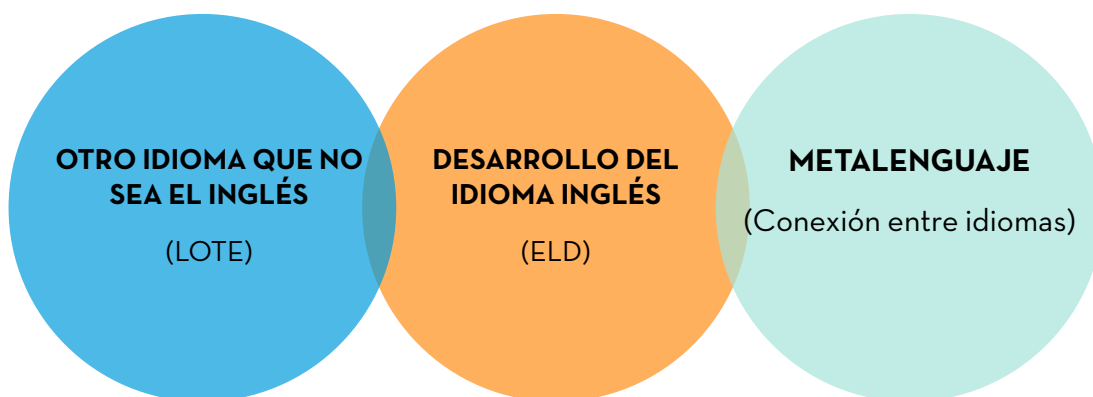 OTRO IDIOMA QUE NO
SEA EL INGLÉS
(LOTE)
DESARROLLO DEL
IDIOMA INGLÉS
(ELD)
METALENGUAJE
(Conexión entre idiomas)